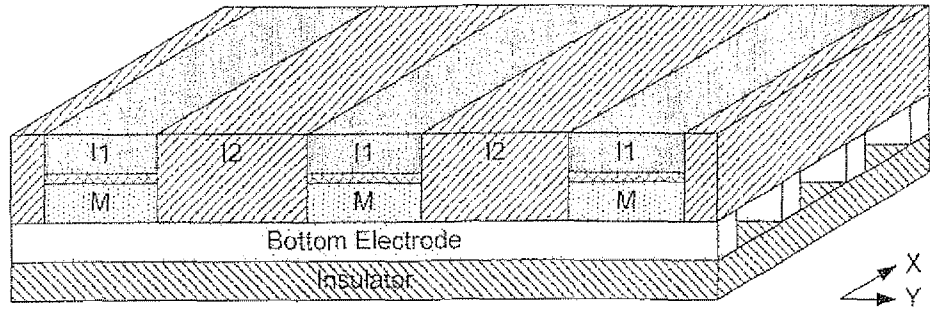 I1 I2 I1 I2 I1
M M M
Bottom Electrode
Insulator
X
Y